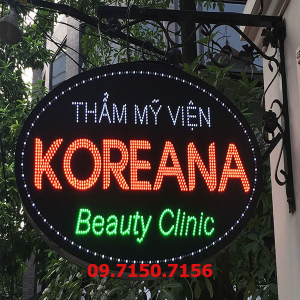 THẨM MỸ VIỆN
KOREANA
Beauty Clinic
09.7150.7156